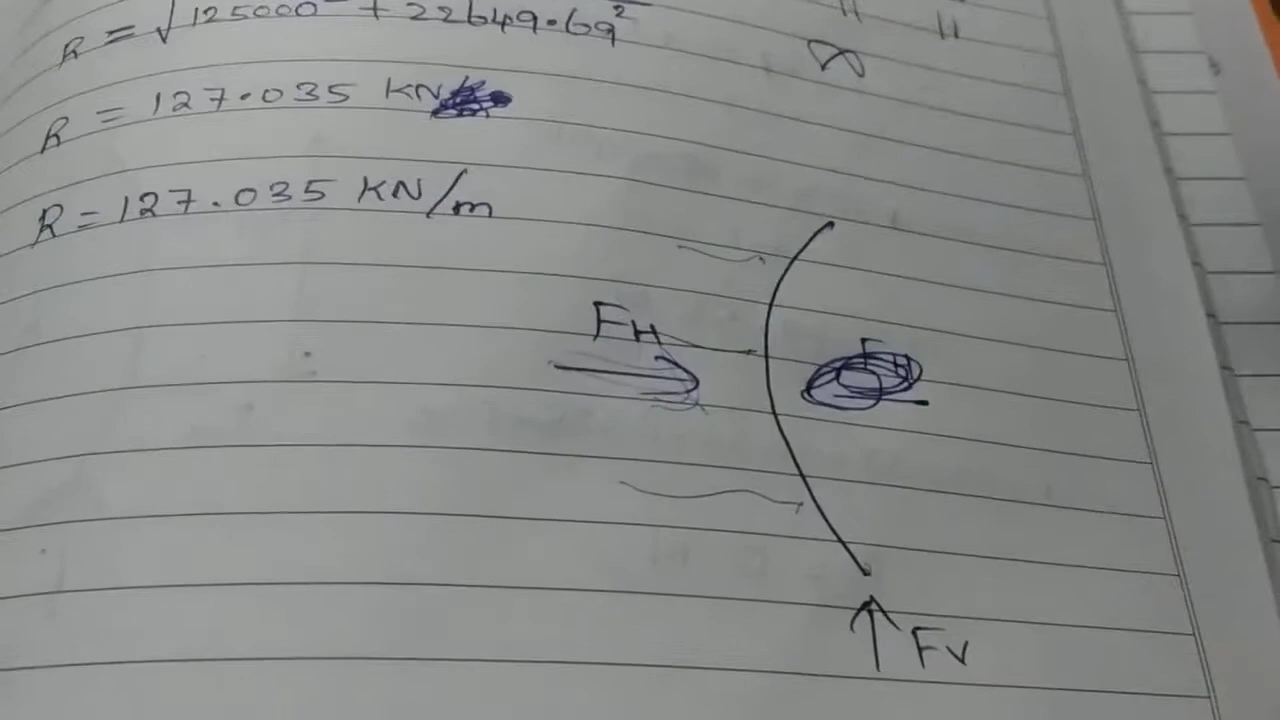 R = √125000² + 22649.69²
R = 127.035 KN
R = 127.035 KN/m
FH
FV